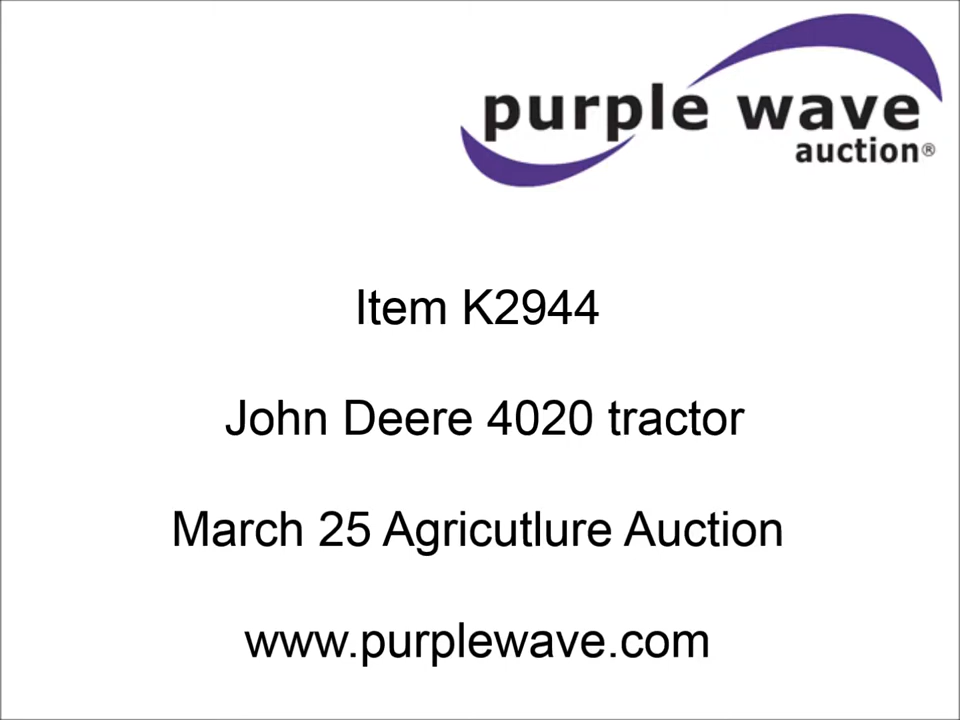 purple wave
auction®
Item K2944
John Deere 4020 tractor
March 25 Agricutlure Auction
www.purplewave.com